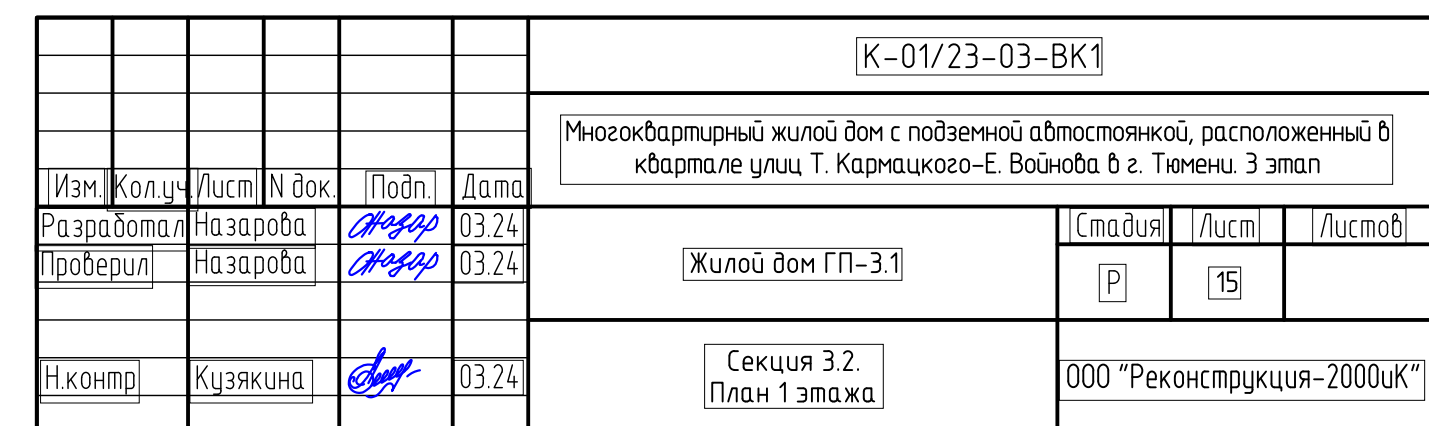 К-01/23-03-ВК1
Многоквартирный жилой дом с подземной автостоянкой, расположенный в
квартале улиц Т. Кармацкого-Е. Войнова в г. Тюмени. 3 этап
Изм. Кол.уч. Лист N док. Подп. Дата
Разработал Назарова 03.24
Проверил Назарова 03.24
Н.контр Кузякина 03.24
Жилой дом ГП-3.1
Стадия Лист Листов
Р 15
Секция 3.2.
План 1 этажа
ООО "Реконструкция-2000иК"